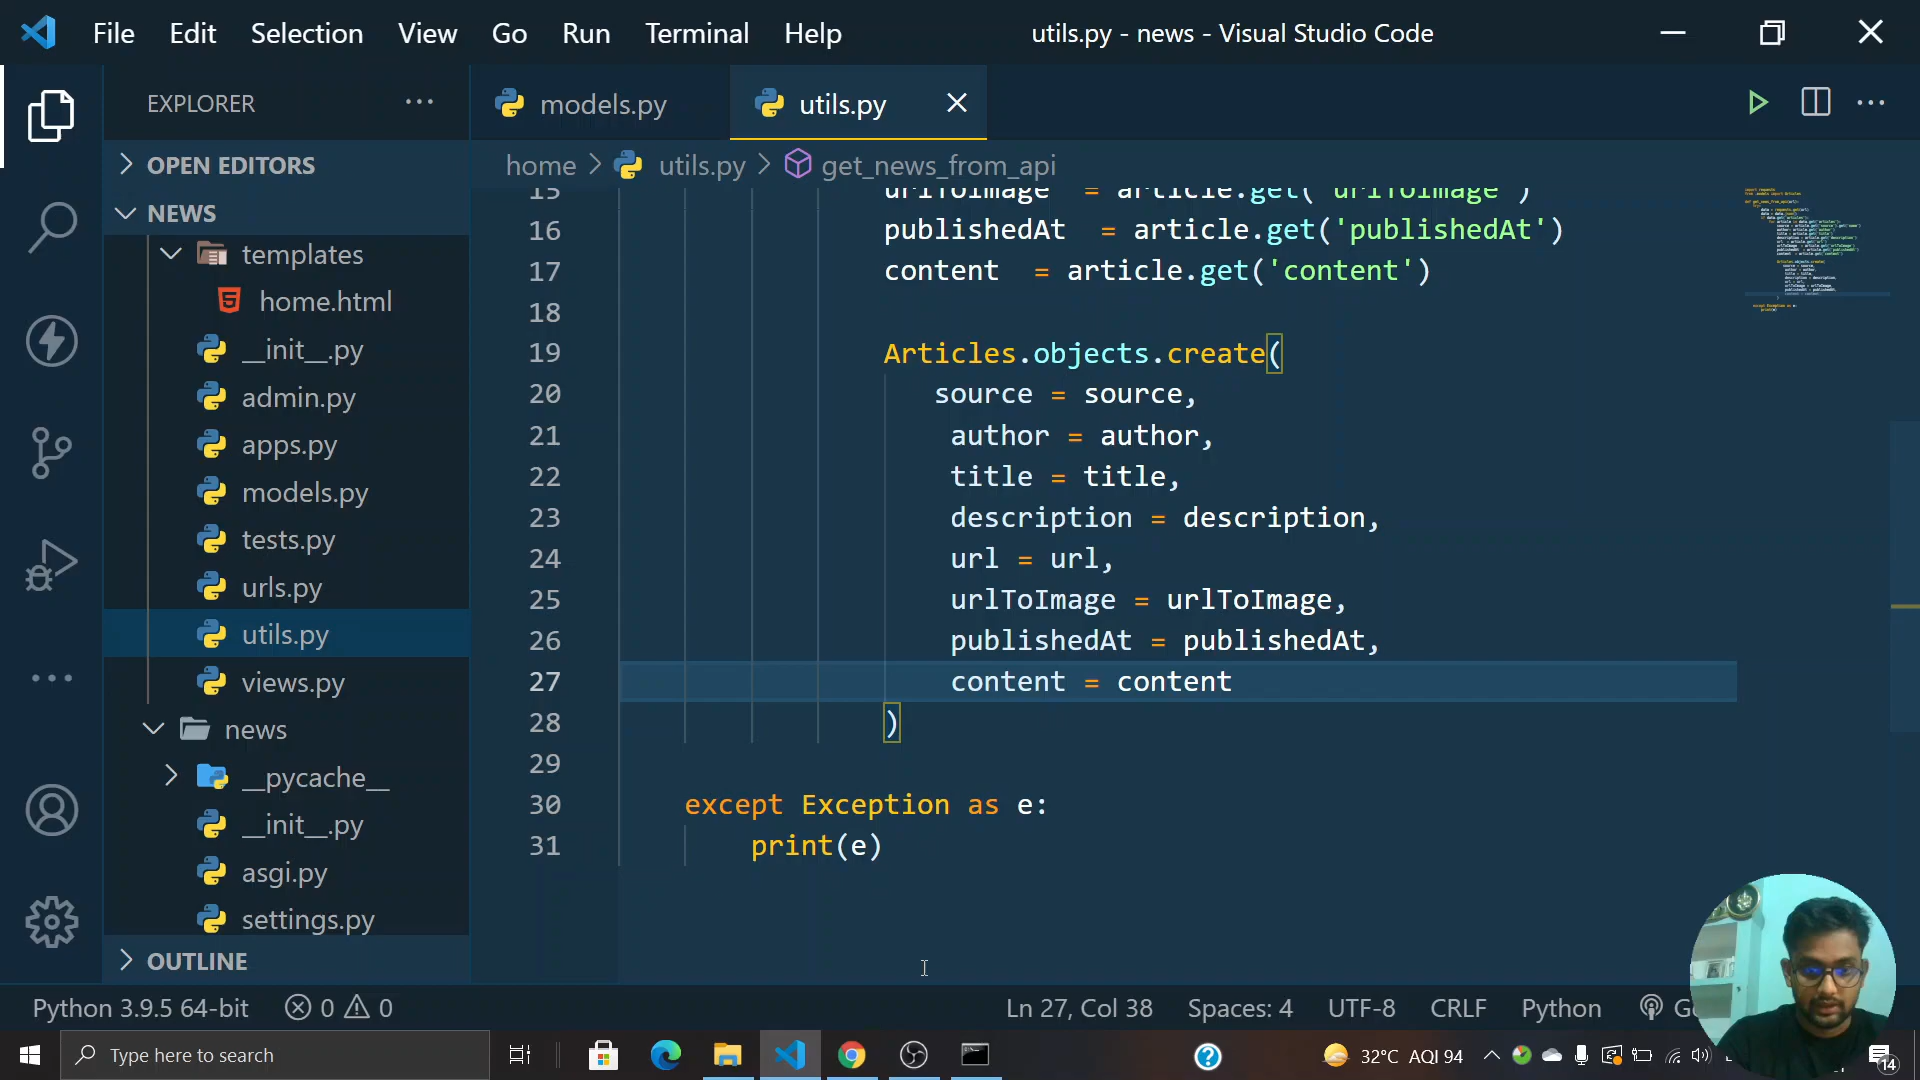 File Edit Selection View Go Run Terminal Help
utils.py - news - Visual Studio Code
EXPLORER
OPEN EDITORS
NEWS
templates
home.html
__init__.py
admin.py
apps.py
models.py
tests.py
urls.py
utils.py
views.py
news
__pycache__
__init__.py
asgi.py
settings.py
OUTLINE
models.py
utils.py
home > utils.py > get_news_from_api
15 urlToImage = article.get('urlToImage')
16 publishedAt = article.get('publishedAt')
17 content = article.get('content')
18
19 Articles.objects.create(
20 source = source,
21 author = author,
22 title = title,
23 description = description,
24 url = url,
25 urlToImage = urlToImage,
26 publishedAt = publishedAt,
27 content = content
28 )
29
30 except Exception as e:
31 print(e)
Python 3.9.5 64-bit 0 0
Ln 27, Col 38 Spaces: 4 UTF-8 CRLF Python
Type here to search
32°C AQI 94
14